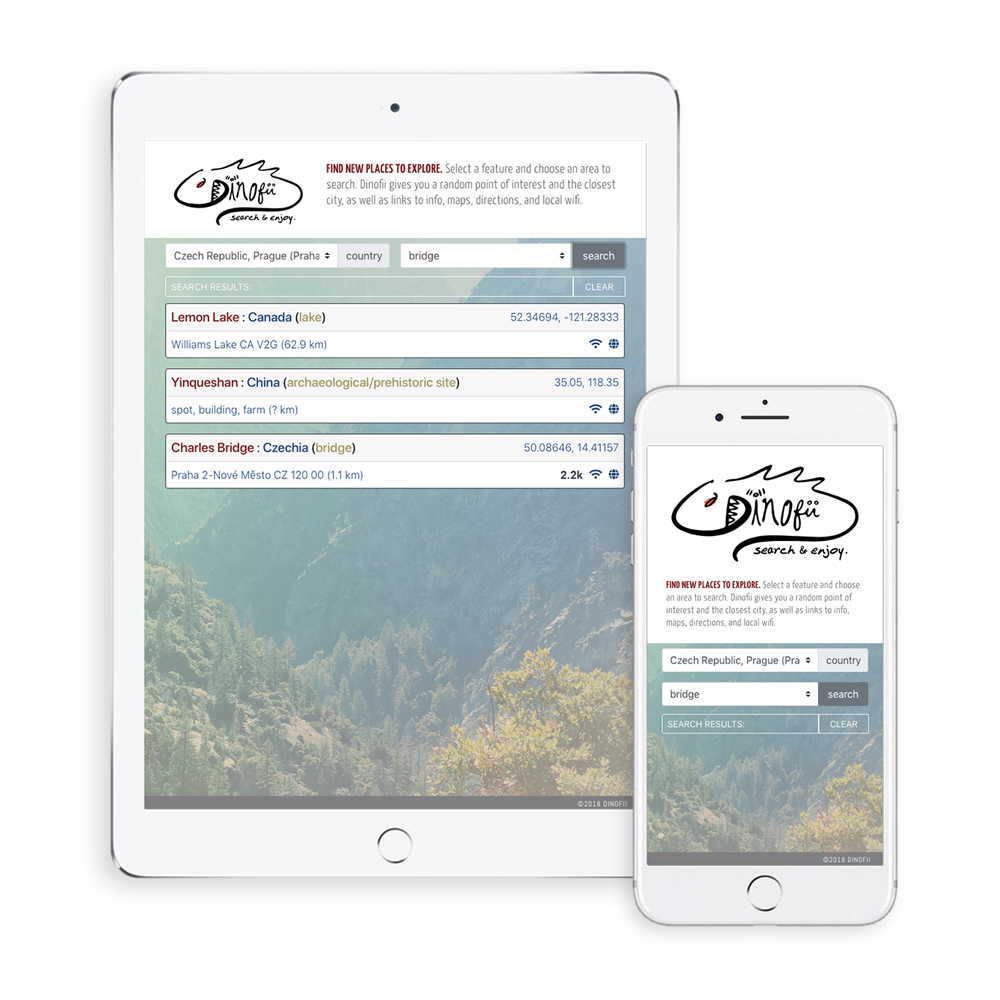 Dinofii
search & enjoy.
FIND NEW PLACES TO EXPLORE. Select a feature and choose an area to
search. Dinofii gives you a random point of interest and the closest
city, as well as links to info, maps, directions, and local wifi.
Czech Republic, Prague (Praha country bridge search
SEARCH RESULTS: CLEAR
Lemon Lake : Canada (lake) 52.34694, -121.28333
Williams Lake CA V2G (62.9 km)
Yinqueshan : China (archaeological/prehistoric site) 35.05, 118.35
spot, building, farm (? km)
Charles Bridge : Czechia (bridge) 50.08646, 14.41157
Praha 2-Nové Město CZ 120 00 (1.1 km) 2.2k
©2018 DINOFII
Dinofii
search & enjoy.
FIND NEW PLACES TO EXPLORE. Select a feature and choose
an area to search. Dinofii gives you a random point of
interest and the closest city, as well as links to info,
maps, directions, and local wifi.
Czech Republic, Prague (Pra country
bridge search
SEARCH RESULTS: CLEAR
©2018 DINOFII